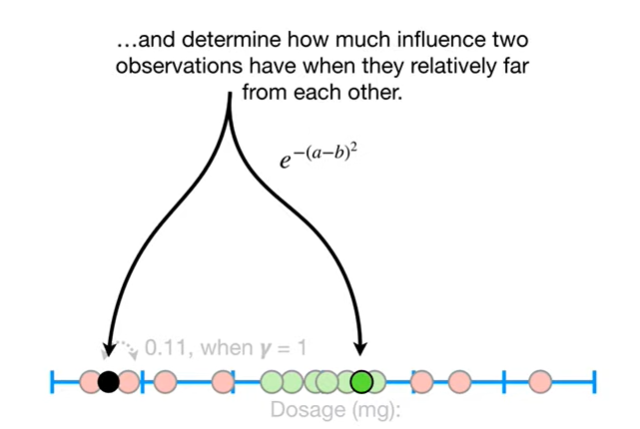 ...and determine how much influence two
observations have when they relatively far
from each other.
e^{-(a-b)^2}
0.11, when γ = 1
Dosage (mg):